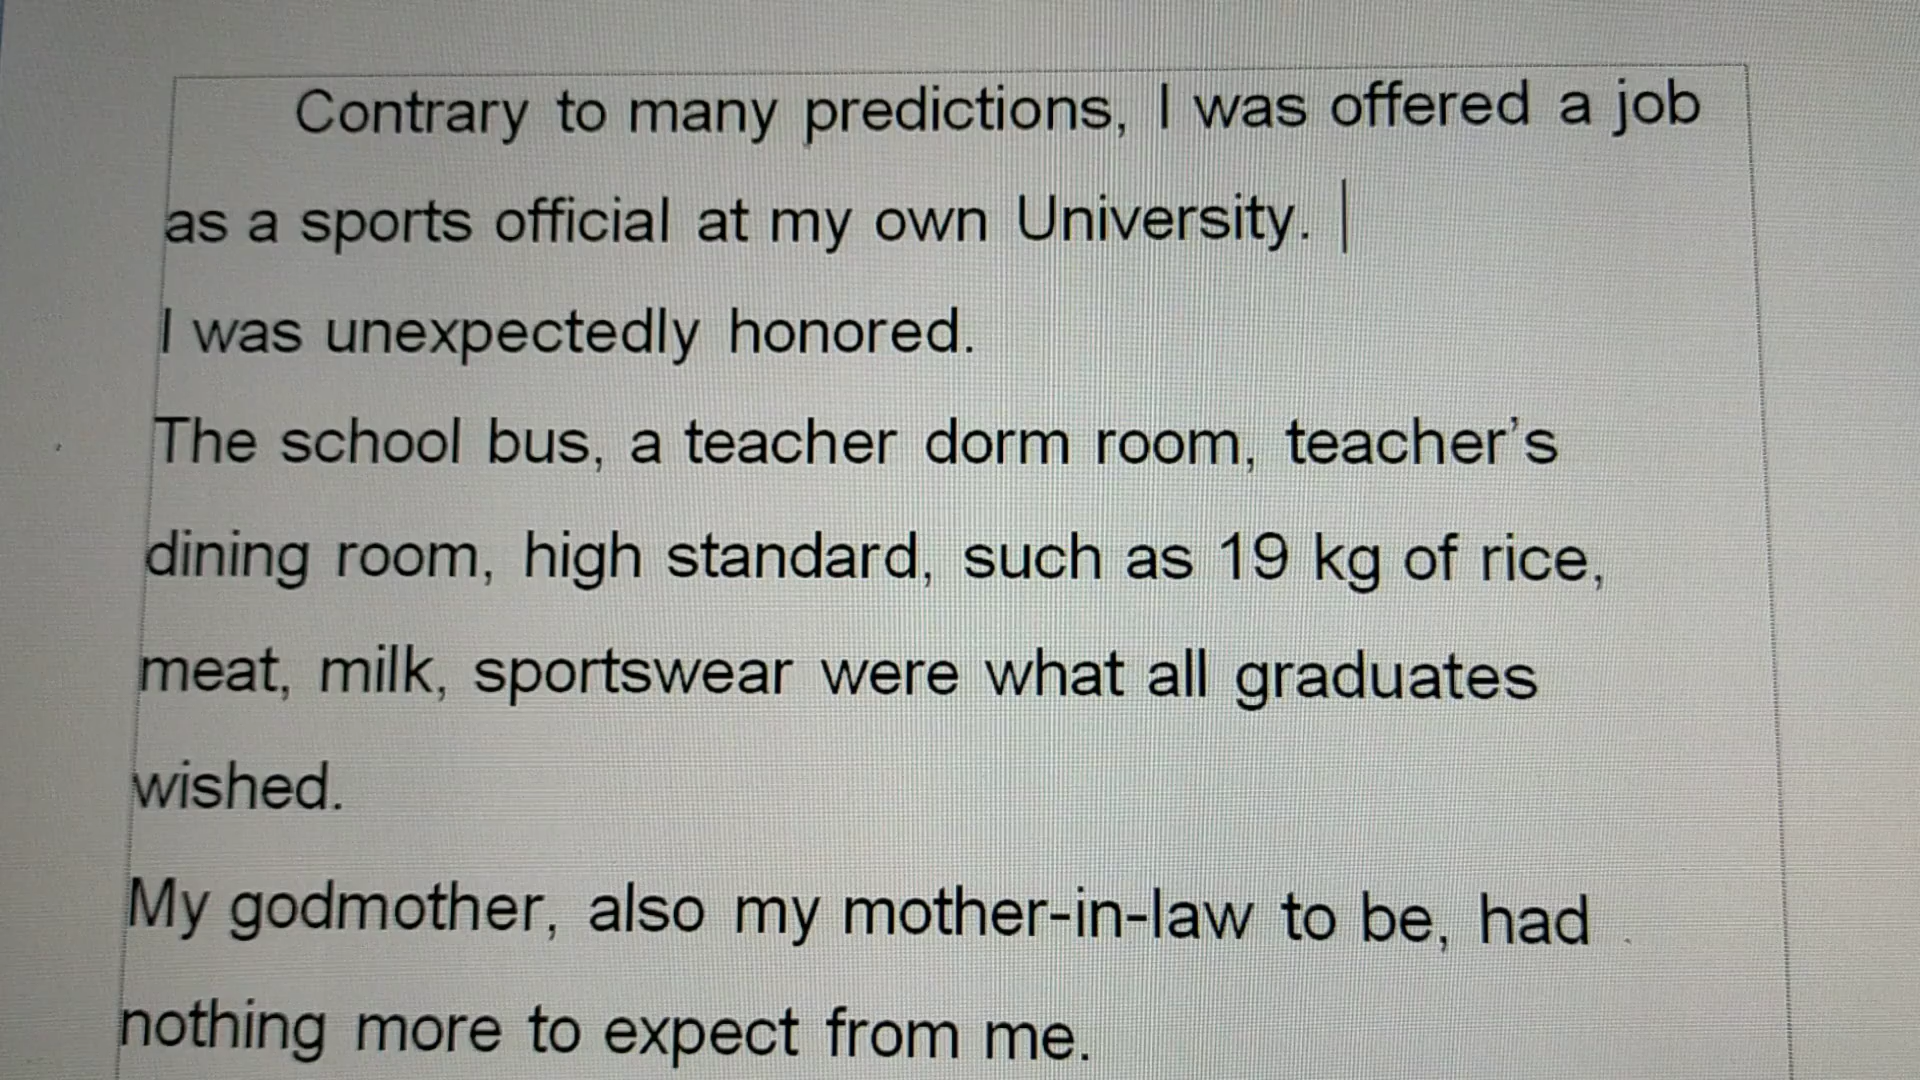 Contrary to many predictions, I was offered a job
as a sports official at my own University.
I was unexpectedly honored.
The school bus, a teacher dorm room, teacher's
dining room, high standard, such as 19 kg of rice,
meat, milk, sportswear were what all graduates
wished.
My godmother, also my mother-in-law to be, had
nothing more to expect from me.